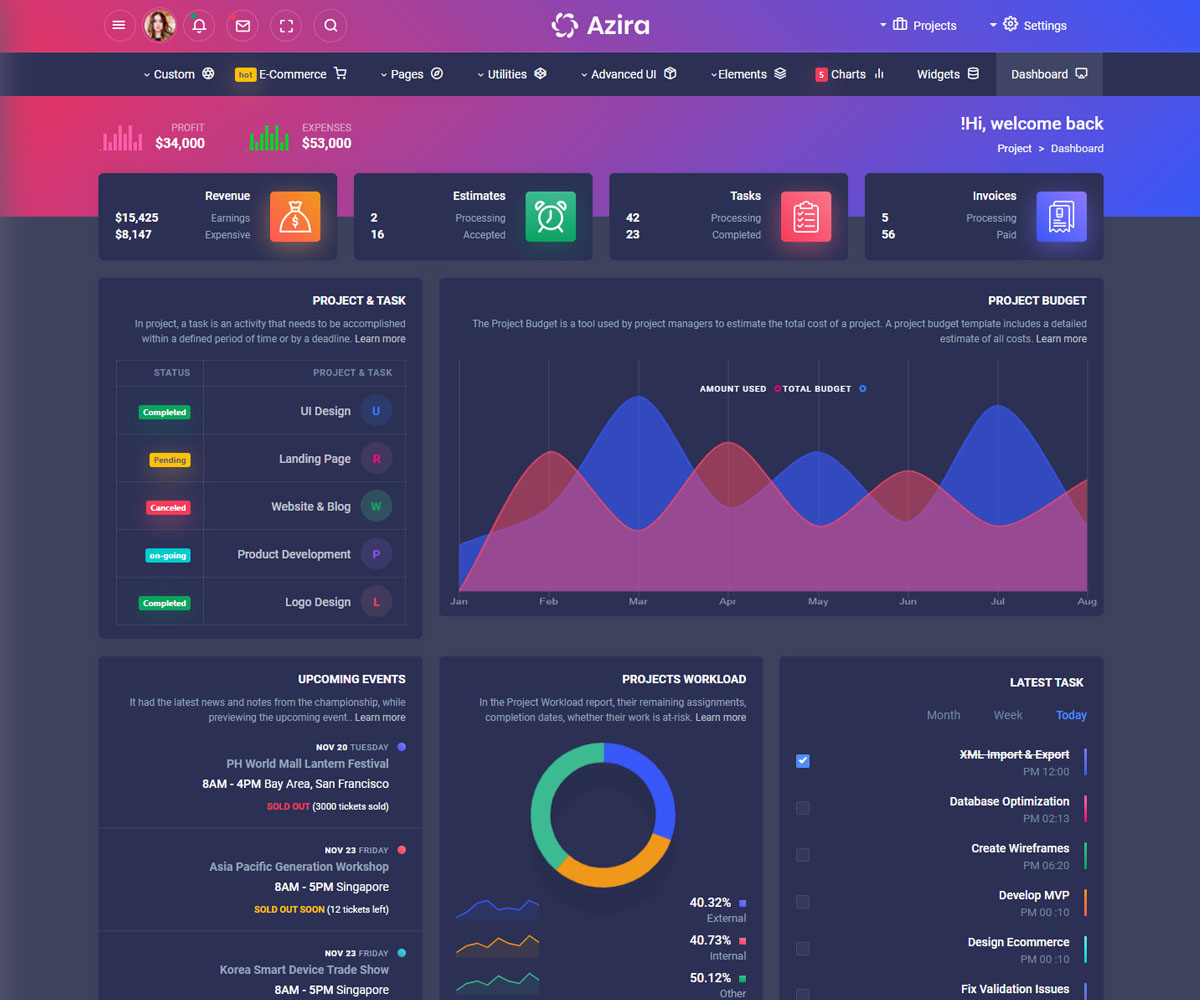 Azira
Projects
Settings
Custom
hot E-Commerce
Pages
Utilities
Advanced UI
Elements
5 Charts
Widgets
Dashboard
PROFIT
$34,000
EXPENSES
$53,000
!Hi, welcome back
Project > Dashboard
Revenue
$15,425 Earnings
$8,147 Expensive
Estimates
2 Processing
16 Accepted
Tasks
42 Processing
23 Completed
Invoices
5 Processing
56 Paid
PROJECT & TASK
In project, a task is an activity that needs to be accomplished
within a defined period of time or by a deadline. Learn more
STATUS PROJECT & TASK
Completed UI Design U
Pending Landing Page R
Canceled Website & Blog W
on-going Product Development P
Completed Logo Design L
PROJECT BUDGET
The Project Budget is a tool used by project managers to estimate the total cost of a project. A project budget template includes a detailed
estimate of all costs. Learn more
AMOUNT USED TOTAL BUDGET
Jan Feb Mar Apr May Jun Jul Aug
UPCOMING EVENTS
It had the latest news and notes from the championship, while
previewing the upcoming event.. Learn more
NOV 20 TUESDAY
PH World Mall Lantern Festival
8AM - 4PM Bay Area, San Francisco
SOLD OUT (3000 tickets sold)
NOV 23 FRIDAY
Asia Pacific Generation Workshop
8AM - 5PM Singapore
SOLD OUT SOON (12 tickets left)
NOV 23 FRIDAY
Korea Smart Device Trade Show
8AM - 5PM Singapore
PROJECTS WORKLOAD
In the Project Workload report, their remaining assignments,
completion dates, whether their work is at-risk. Learn more
40.32%
External
40.73%
Internal
50.12%
Other
LATEST TASK
Month Week Today
XML Import & Export
PM 12:00
Database Optimization
PM 02:13
Create Wireframes
PM 06:20
Develop MVP
PM 00 :10
Design Ecommerce
PM 00 :10
Fix Validation Issues